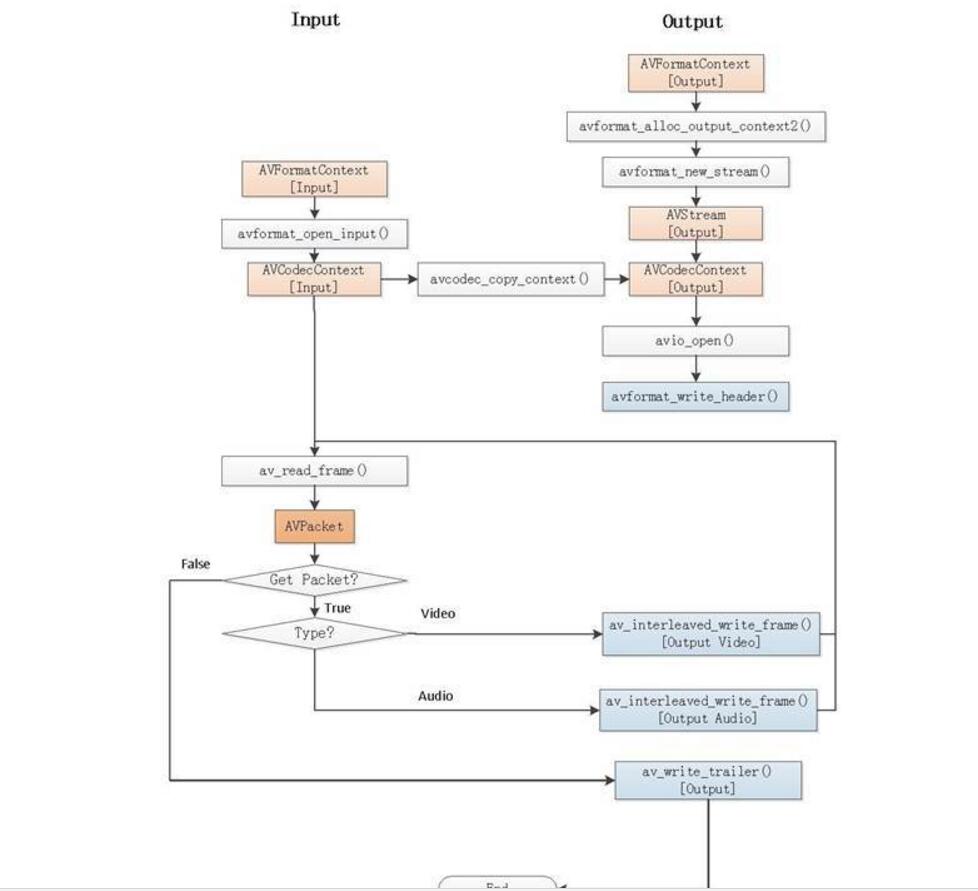 Input
Output
AVFormatContext
[Output]
avformat_alloc_output_context2()
avformat_new_stream()
AVFormatContext
[Input]
AVStream
[Output]
avformat_open_input()
AVCodecContext
[Input]
avcodec_copy_context()
AVCodecContext
[Output]
avio_open()
avformat_write_header()
av_read_frame()
AVPacket
False
Get Packet?
True
Type?
Video
av_interleaved_write_frame()
[Output Video]
Audio
av_interleaved_write_frame()
[Output Audio]
av_write_trailer()
[Output]
End